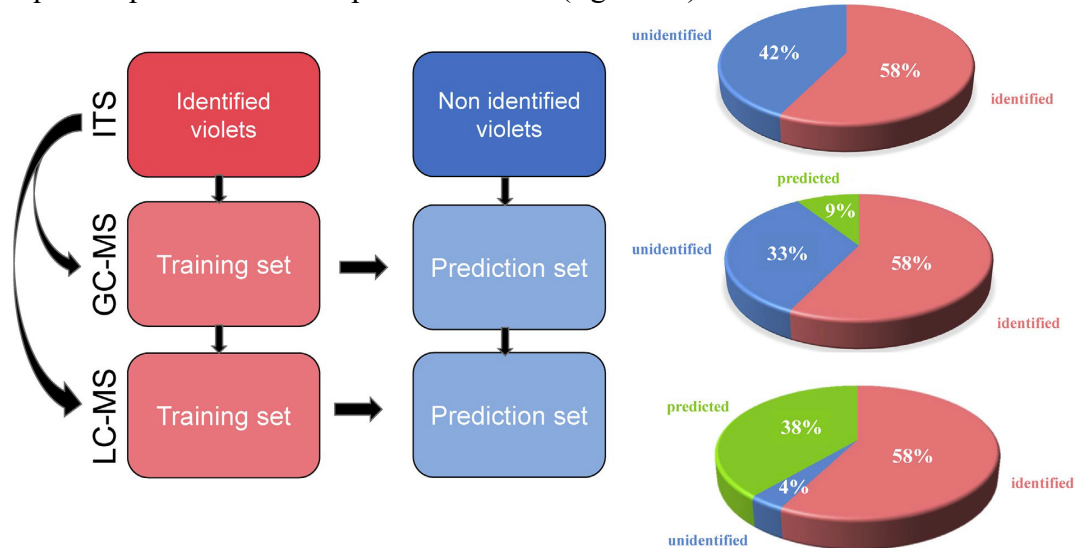 ITS
Identified
violets
Non identified
violets
unidentified
42%
58%
identified
GC-MS
Training set
Prediction set
predicted
9%
unidentified
33%
58%
identified
LC-MS
Training set
Prediction set
predicted
38%
58%
4%
identified
unidentified